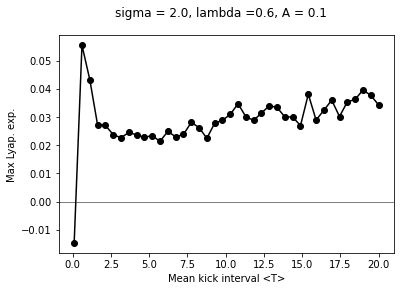 sigma = 2.0, lambda =0.6, A = 0.1
Max Lyap. exp.
0.05
0.04
0.03
0.02
0.01
0.00
−0.01
0.0 2.5 5.0 7.5 10.0 12.5 15.0 17.5 20.0
Mean kick interval <T>